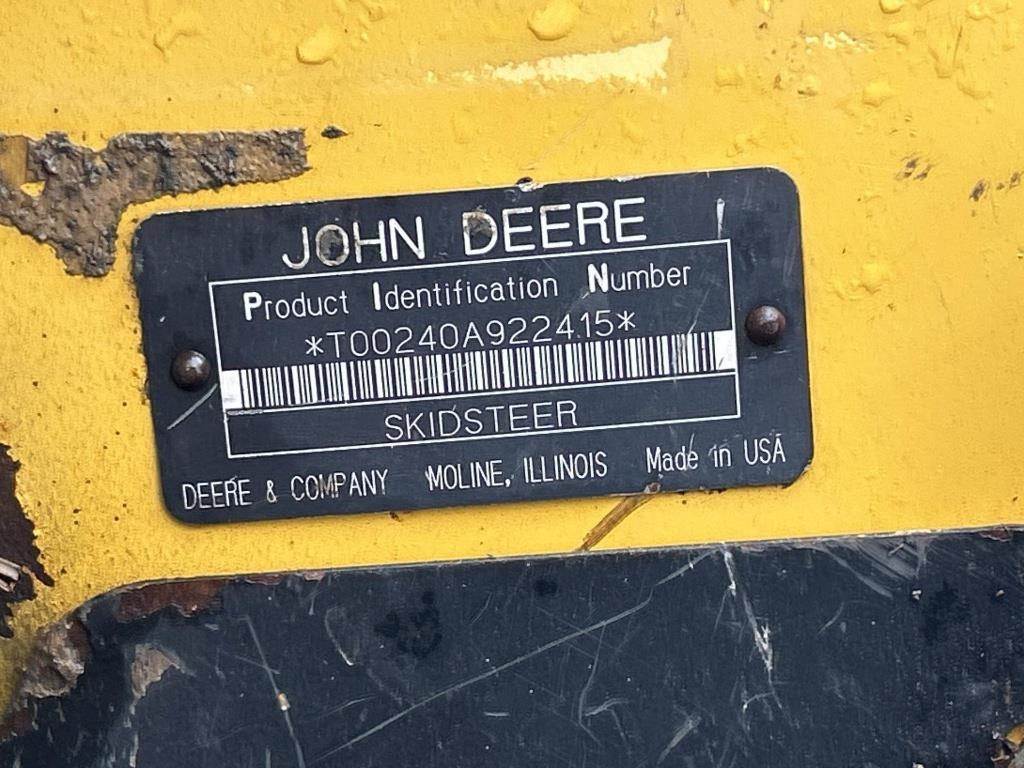 JOHN DEERE
Product Identification Number
*T00240A922415*
SKIDSTEER
DEERE & COMPANY MOLINE, ILLINOIS Made in USA